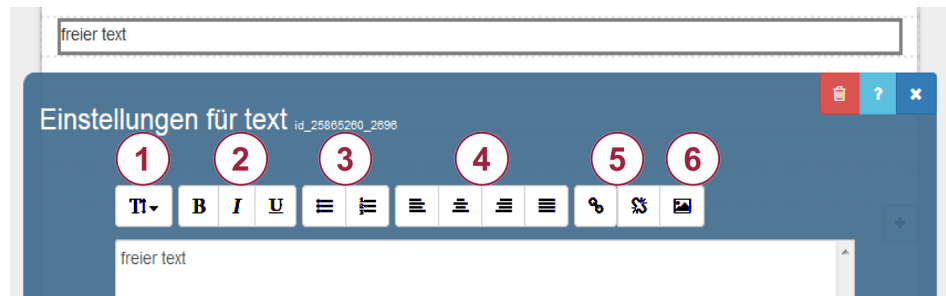 freier text
?
Einstellungen für text id_25865260_2696
1 2 3 4 5 6
B I U
freier text